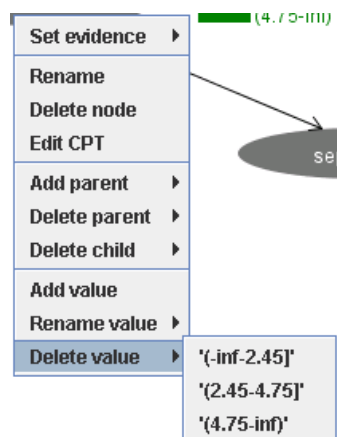 (4.75-inf)
Set evidence
Rename
Delete node
Edit CPT
Add parent
Delete parent
Delete child
Add value
Rename value
Delete value
'(-inf-2.45]'
'(2.45-4.75]'
'(4.75-inf)'